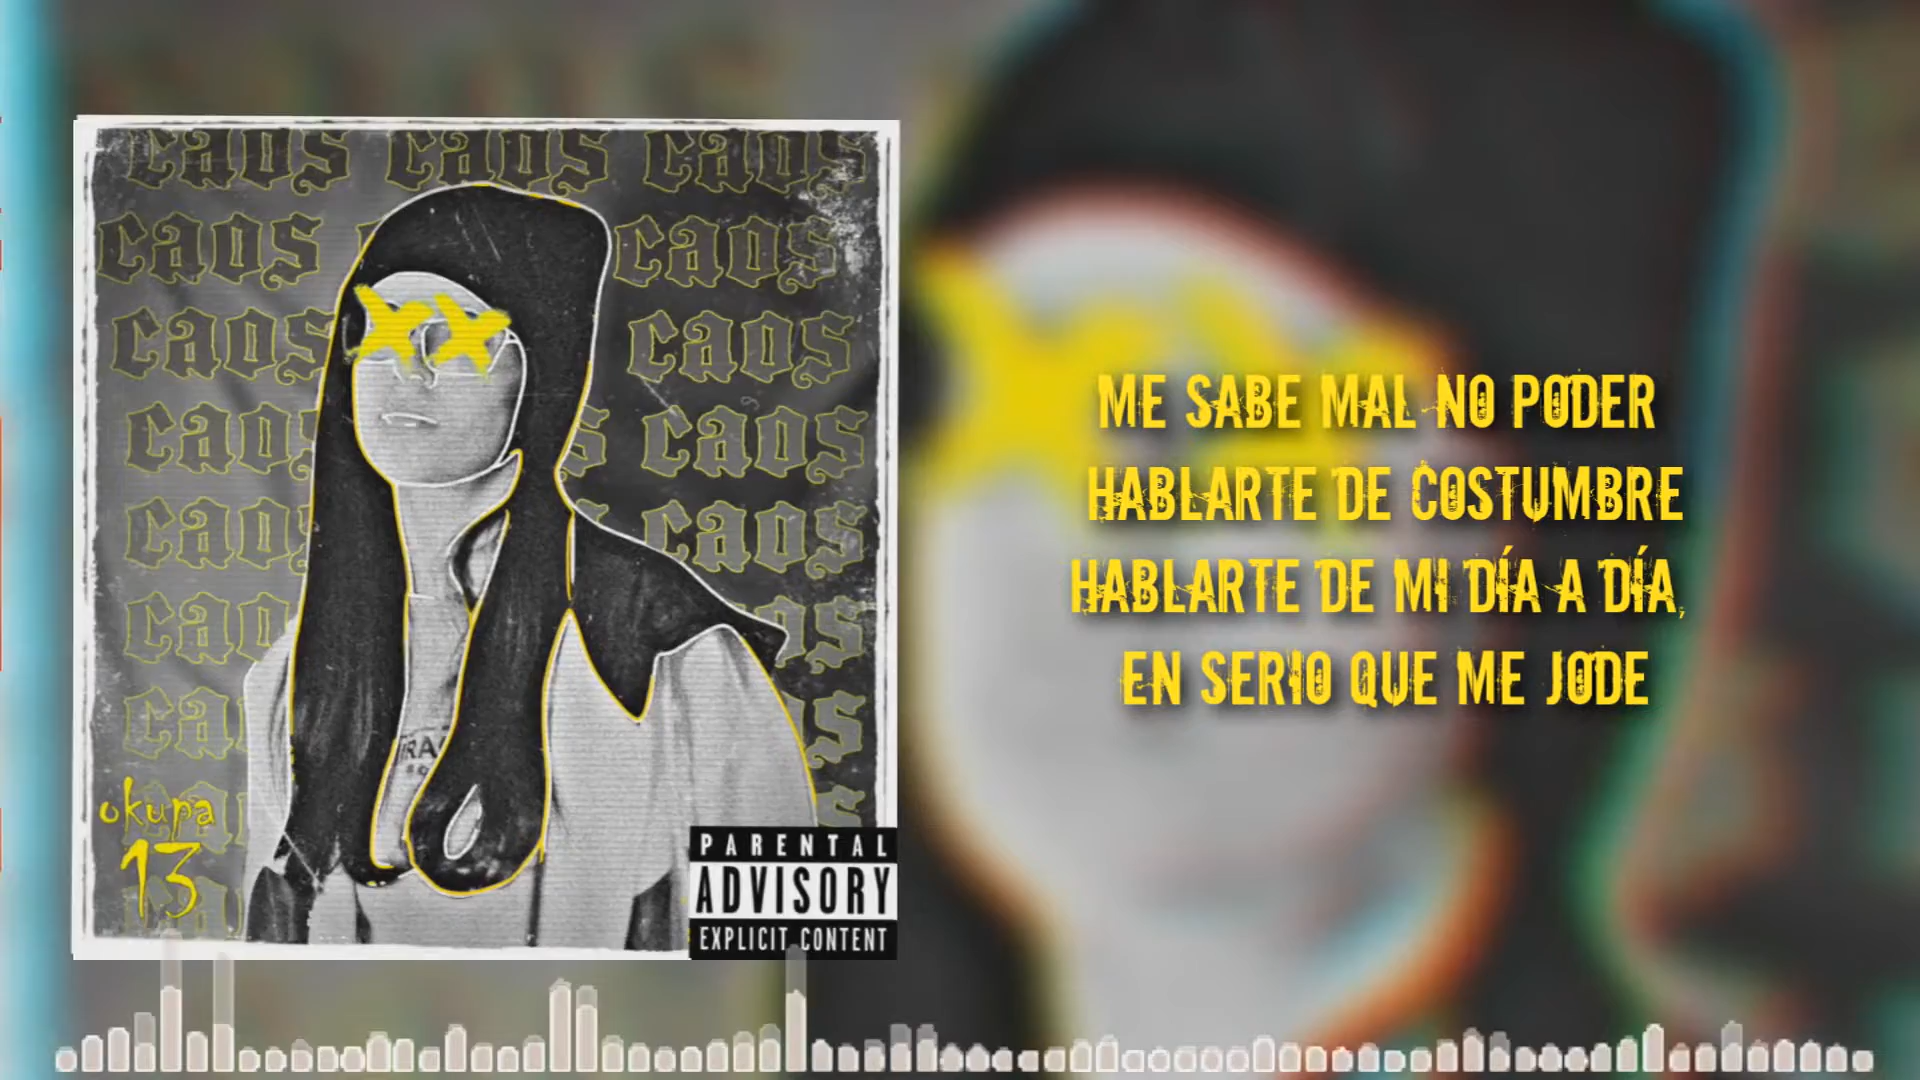 caos caos caos
caos caos
caos caos
caos caos
caos caos
okupa
13
PARENTAL
ADVISORY
EXPLICIT CONTENT
ME SABE MAL NO PODER
HABLARTE DE COSTUMBRE
HABLARTE DE MI DÍA A DÍA,
EN SERIO QUE ME JODE